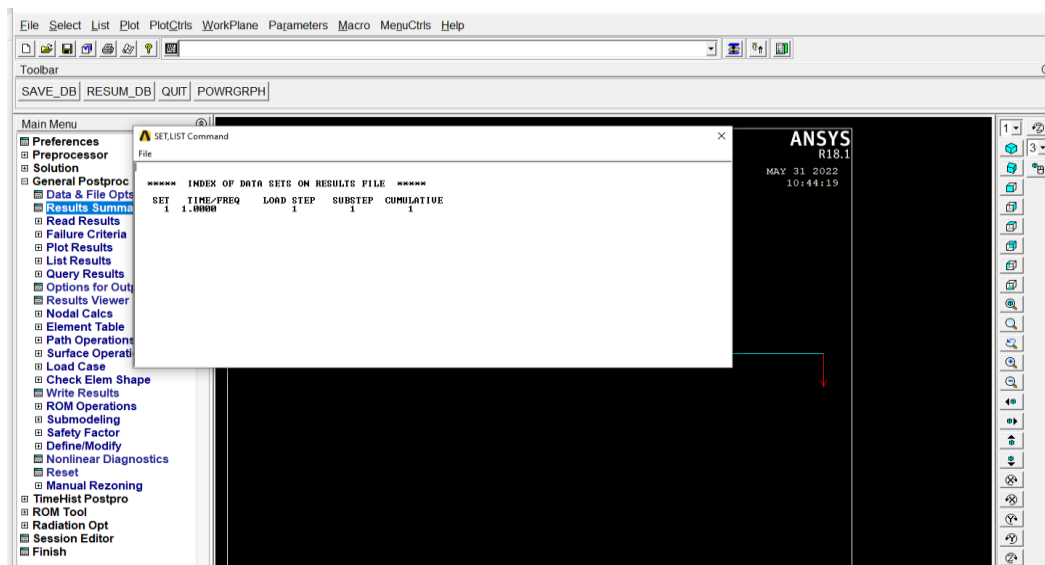 File Select List Plot PlotCtrls WorkPlane Parameters Macro MenuCtrls Help
Toolbar
SAVE_DB RESUM_DB QUIT POWRGRPH
Main Menu
Preferences
Preprocessor
Solution
General Postproc
Data & File Opts
Results Summa
Read Results
Failure Criteria
Plot Results
List Results
Query Results
Options for Outp
Results Viewer
Nodal Calcs
Element Table
Path Operations
Surface Operati
Load Case
Check Elem Shape
Write Results
ROM Operations
Submodeling
Safety Factor
Define/Modify
Nonlinear Diagnostics
Reset
Manual Rezoning
TimeHist Postpro
ROM Tool
Radiation Opt
Session Editor
Finish
SET,LIST Command
File
***** INDEX OF DATA SETS ON RESULTS FILE *****
SET TIME/FREQ LOAD STEP SUBSTEP CUMULATIVE
1 1.0000 1 1 1
ANSYS
R18.1
MAY 31 2022
10:44:19
1
3